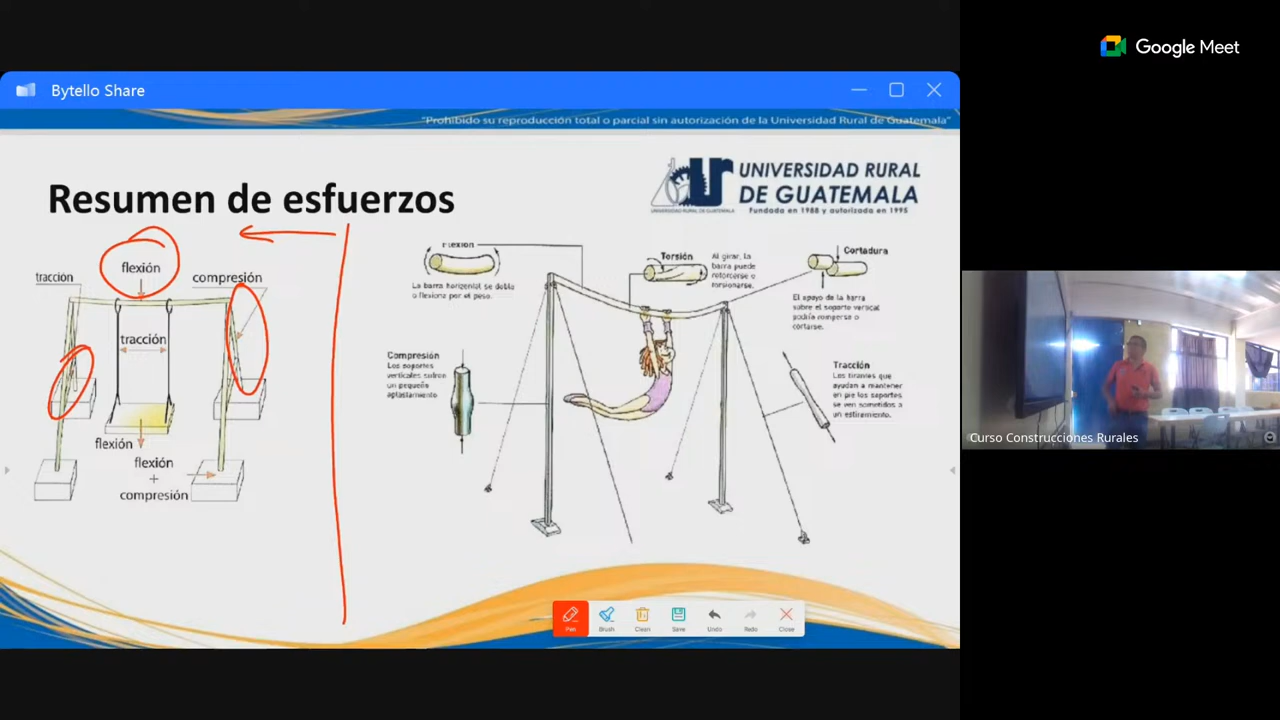 Google Meet
Bytello Share
"Prohibido su reproducción total o parcial sin autorización de la Universidad Rural de Guatemala"
UNIVERSIDAD RURAL
DE GUATEMALA
Fundada en 1988 y autorizada en 1995
UNIVERSIDAD RURAL DE GUATEMALA
Resumen de esfuerzos
tracción
flexión
compresión
tracción
flexión
flexión
+
compresión
Flexión
La barra horizontal se dobla
o flexiona por el peso.
Torsión
Al girar, la
barra puede
retorcerse o
torsionarse.
Cortadura
El apoyo de la barra
sobre el soporte vertical
podría romperse o
cortarse.
Compresión
Los soportes
verticales sufren
un pequeño
aplastamiento
Tracción
Los tirantes que
ayudan a mantener
en pie los soportes
se ven sometidos a
un estiramiento.
Curso Construcciones Rurales
Pen
Brush
Clean
Save
Undo
Redo
Close